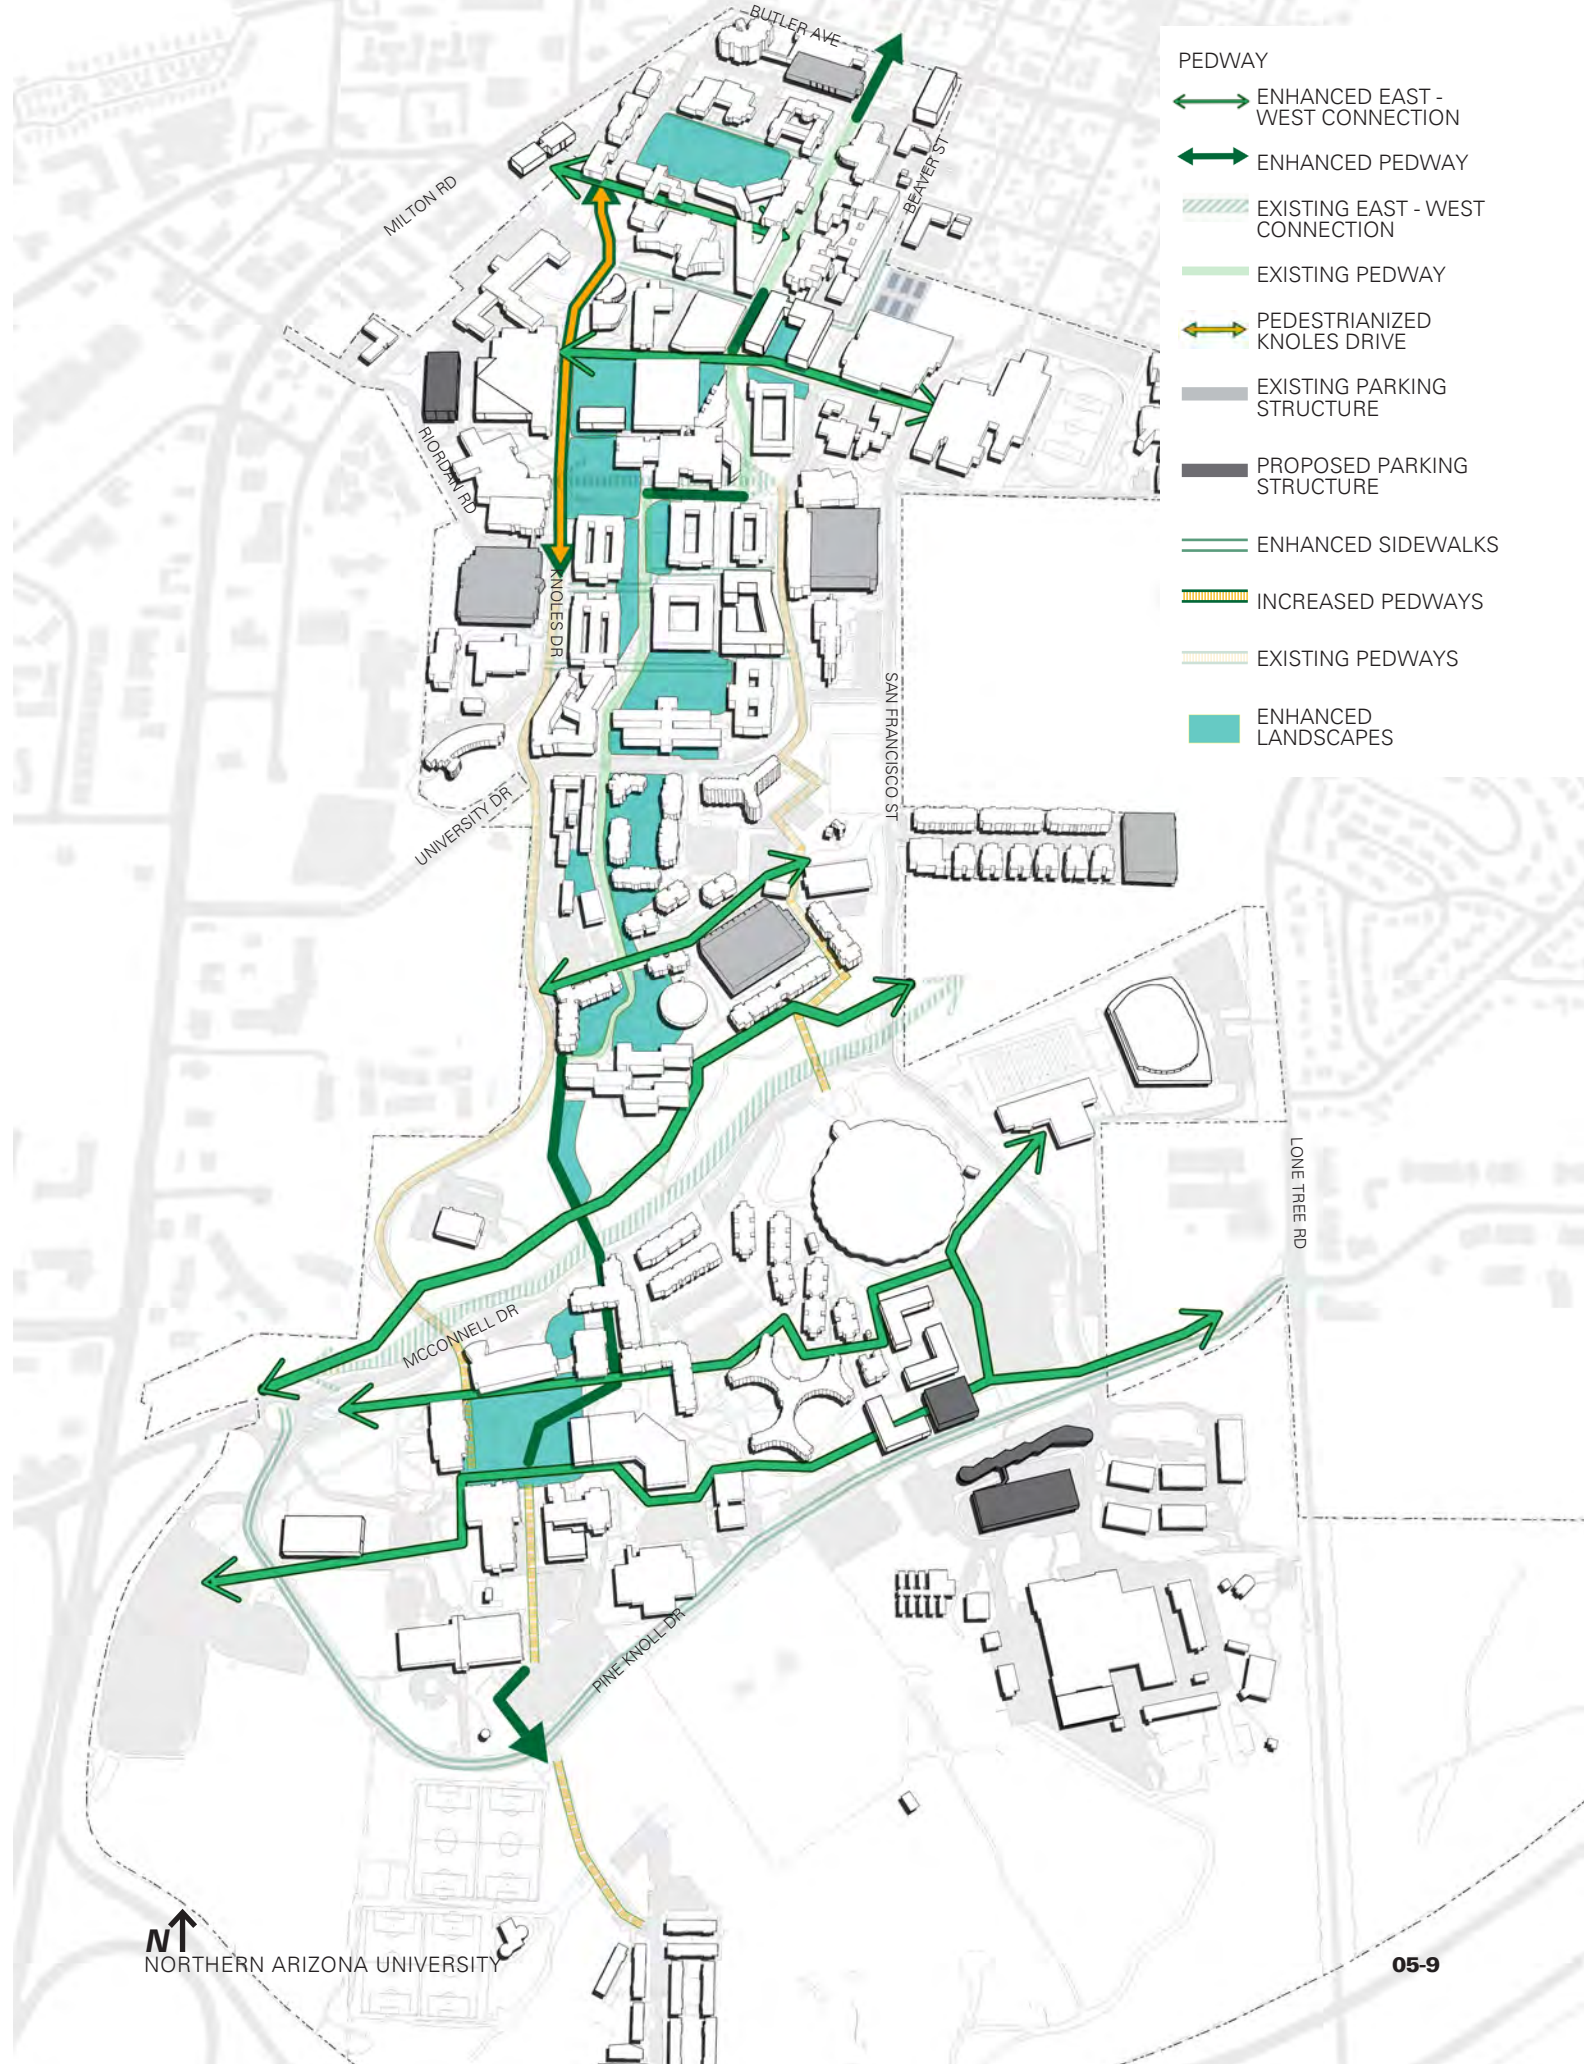 BUTLER AVE
MILTON RD
BEAVER ST
RIORDAN RD
KNOLES DR
SAN FRANCISCO ST
UNIVERSITY DR
LONE TREE RD
MCCONNELL DR
PINE KNOLL DR
PEDWAY
ENHANCED EAST -
WEST CONNECTION
ENHANCED PEDWAY
EXISTING EAST - WEST
CONNECTION
EXISTING PEDWAY
PEDESTRIANIZED
KNOLES DRIVE
EXISTING PARKING
STRUCTURE
PROPOSED PARKING
STRUCTURE
ENHANCED SIDEWALKS
INCREASED PEDWAYS
EXISTING PEDWAYS
ENHANCED
LANDSCAPES
N
NORTHERN ARIZONA UNIVERSITY
05-9